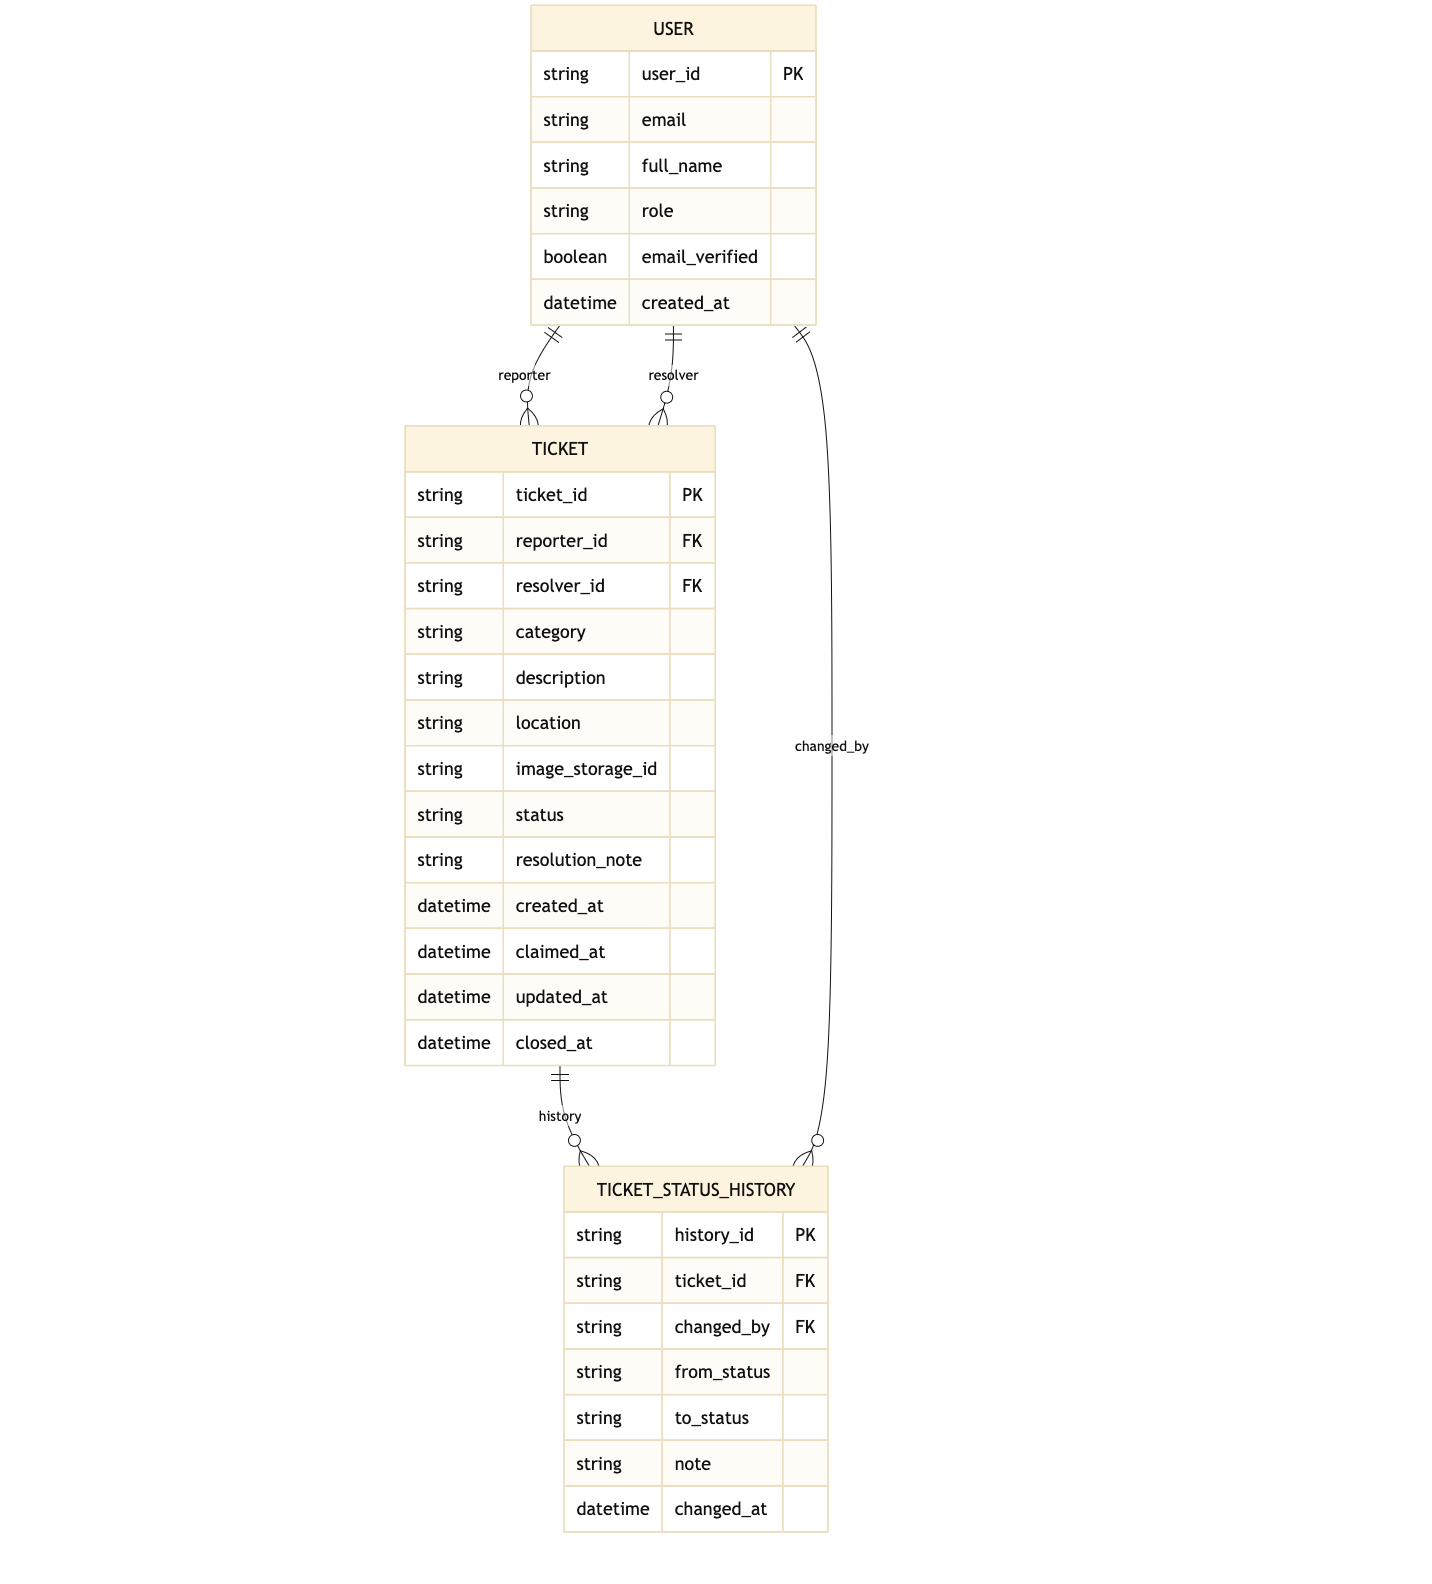 USER
string user_id PK
string email
string full_name
string role
boolean email_verified
datetime created_at
reporter
resolver
TICKET
string ticket_id PK
string reporter_id FK
string resolver_id FK
string category
string description
string location
string image_storage_id
string status
string resolution_note
datetime created_at
datetime claimed_at
datetime updated_at
datetime closed_at
changed_by
history
TICKET_STATUS_HISTORY
string history_id PK
string ticket_id FK
string changed_by FK
string from_status
string to_status
string note
datetime changed_at